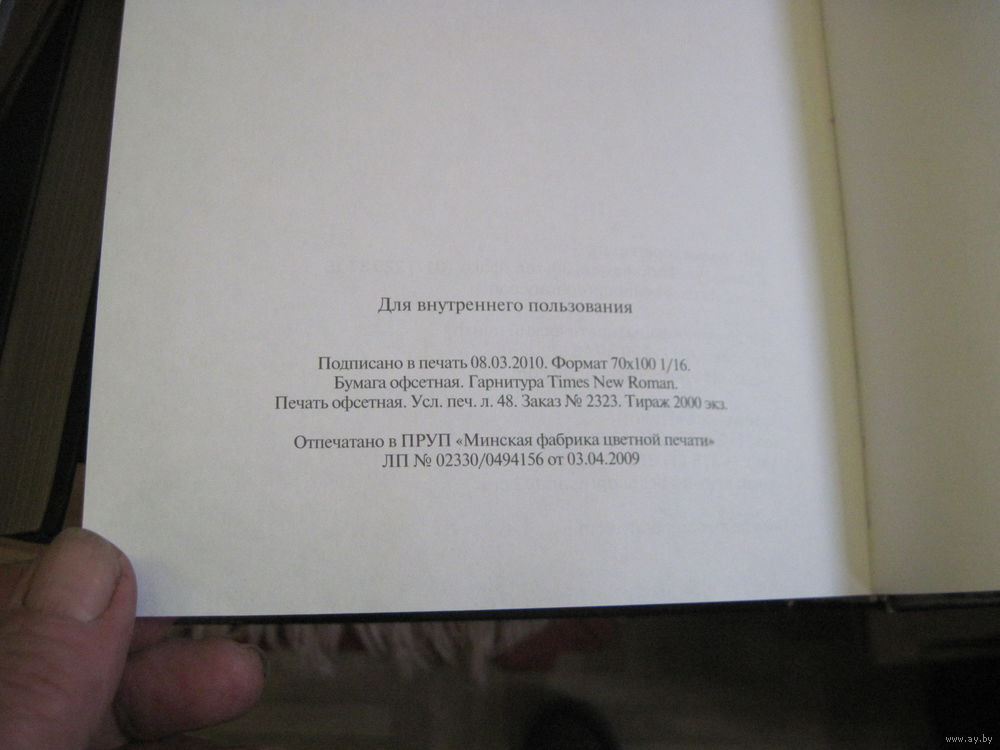 Для внутреннего пользования
Подписано в печать 08.03.2010. Формат 70x100 1/16.
Бумага офсетная. Гарнитура Times New Roman.
Печать офсетная. Усл. печ. л. 48. Заказ № 2323. Тираж 2000 экз.
Отпечатано в ПРУП «Минская фабрика цветной печати»
ЛП № 02330/0494156 от 03.04.2009
www.ay.by